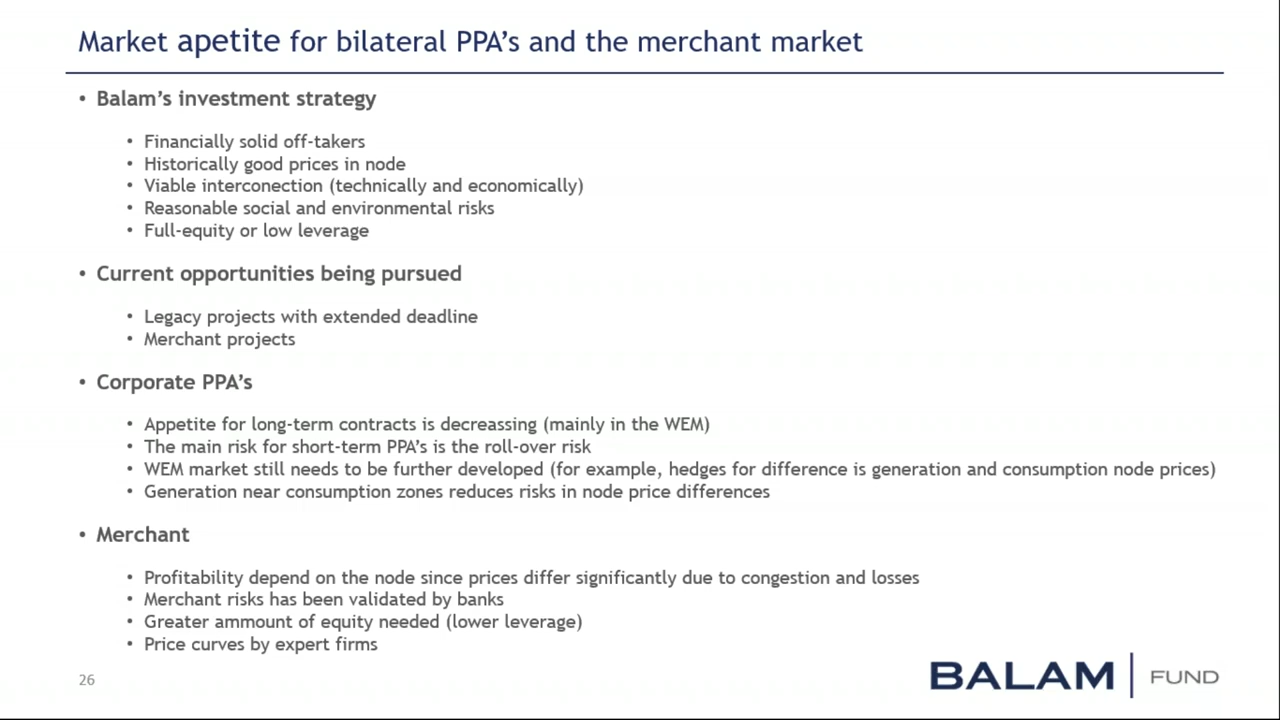 Market apetite for bilateral PPA's and the merchant market
• Balam's investment strategy
• Financially solid off-takers
• Historically good prices in node
• Viable interconection (technically and economically)
• Reasonable social and environmental risks
• Full-equity or low leverage
• Current opportunities being pursued
• Legacy projects with extended deadline
• Merchant projects
• Corporate PPA's
• Appetite for long-term contracts is decreassing (mainly in the WEM)
• The main risk for short-term PPA's is the roll-over risk
• WEM market still needs to be further developed (for example, hedges for difference is generation and consumption node prices)
• Generation near consumption zones reduces risks in node price differences
• Merchant
• Profitability depend on the node since prices differ significantly due to congestion and losses
• Merchant risks has been validated by banks
• Greater ammount of equity needed (lower leverage)
• Price curves by expert firms
26
BALAM | FUND